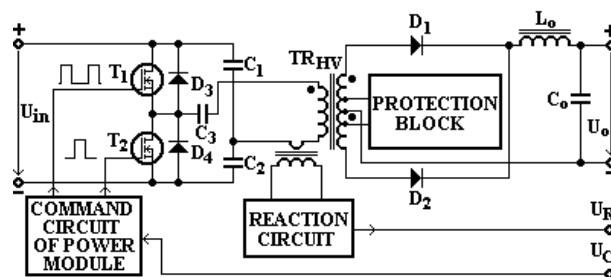 +
T1
D3
C1
TRHV
D1
Lo
+
Uin
C3
PROTECTION
BLOCK
Co
Uo
T2
D4
C2
-
D2
-
COMMAND
CIRCUIT
OF POWER
MODULE
REACTION
CIRCUIT
UR
UC